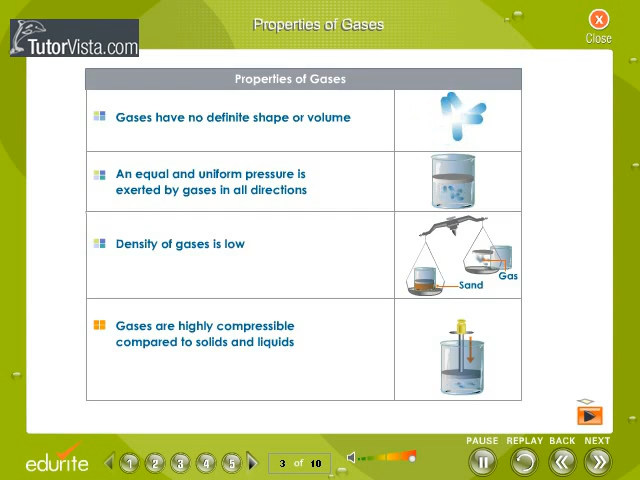 Properties of Gases
X
Close
TutorVista.com
Properties of Gases
Gases have no definite shape or volume
An equal and uniform pressure is
exerted by gases in all directions
Density of gases is low
Gas
Sand
Gases are highly compressible
compared to solids and liquids
PAUSE REPLAY BACK NEXT
edurite
1 2 3 4 5
3 of 10